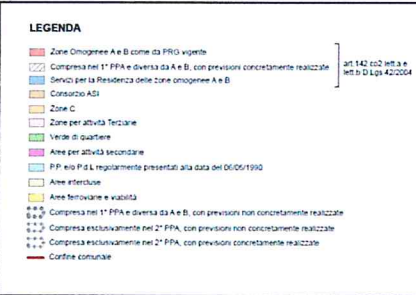 LEGENDA
Zone Omogenee A e B come da PRG vigente
Compresa nel 1° PPA e diversa da A e B, con previsioni concretamente realizzate
Servizi per la Residenza delle zone omogenee A e B
art.142 co2 lett.a e
lett.b D.Lgs 42/2004
Consorzio ASI
Zone C
Zone per attività Terziarie
Verde di quartiere
Aree per attività secondarie
P.P. e/o P.d.L. regolarmente presentati alla data del 06/06/1990
Aree intercluse
Aree ferroviarie e viabilità
Compresa nel 1° PPA e diversa da A e B, con previsioni non concretamente realizzate
Compresa esclusivamente nel 2° PPA, con previsioni non concretamente realizzate
Compresa esclusivamente nel 2° PPA, con previsioni concretamente realizzate
Confine comunale